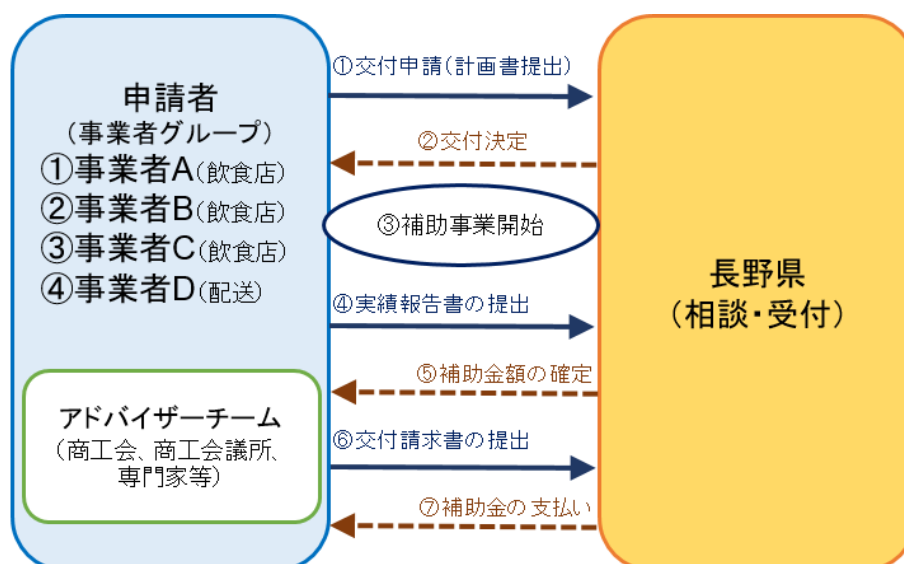 申請者
(事業者グループ)
①事業者A(飲食店)
②事業者B(飲食店)
③事業者C(飲食店)
④事業者D(配送)
アドバイザーチーム
(商工会、商工会議所、
専門家等)
①交付申請(計画書提出)
②交付決定
③補助事業開始
④実績報告書の提出
⑤補助金額の確定
⑥交付請求書の提出
⑦補助金の支払い
長野県
(相談・受付)